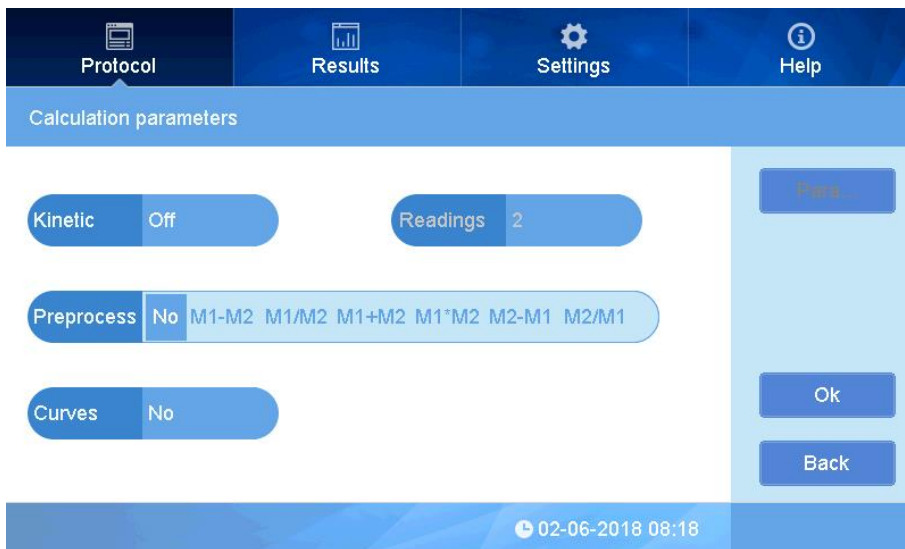 Protocol Results Settings Help
Calculation parameters
Para...
Kinetic Off Readings 2
Preprocess No M1-M2 M1/M2 M1+M2 M1*M2 M2-M1 M2/M1
Curves No
Ok
Back
02-06-2018 08:18